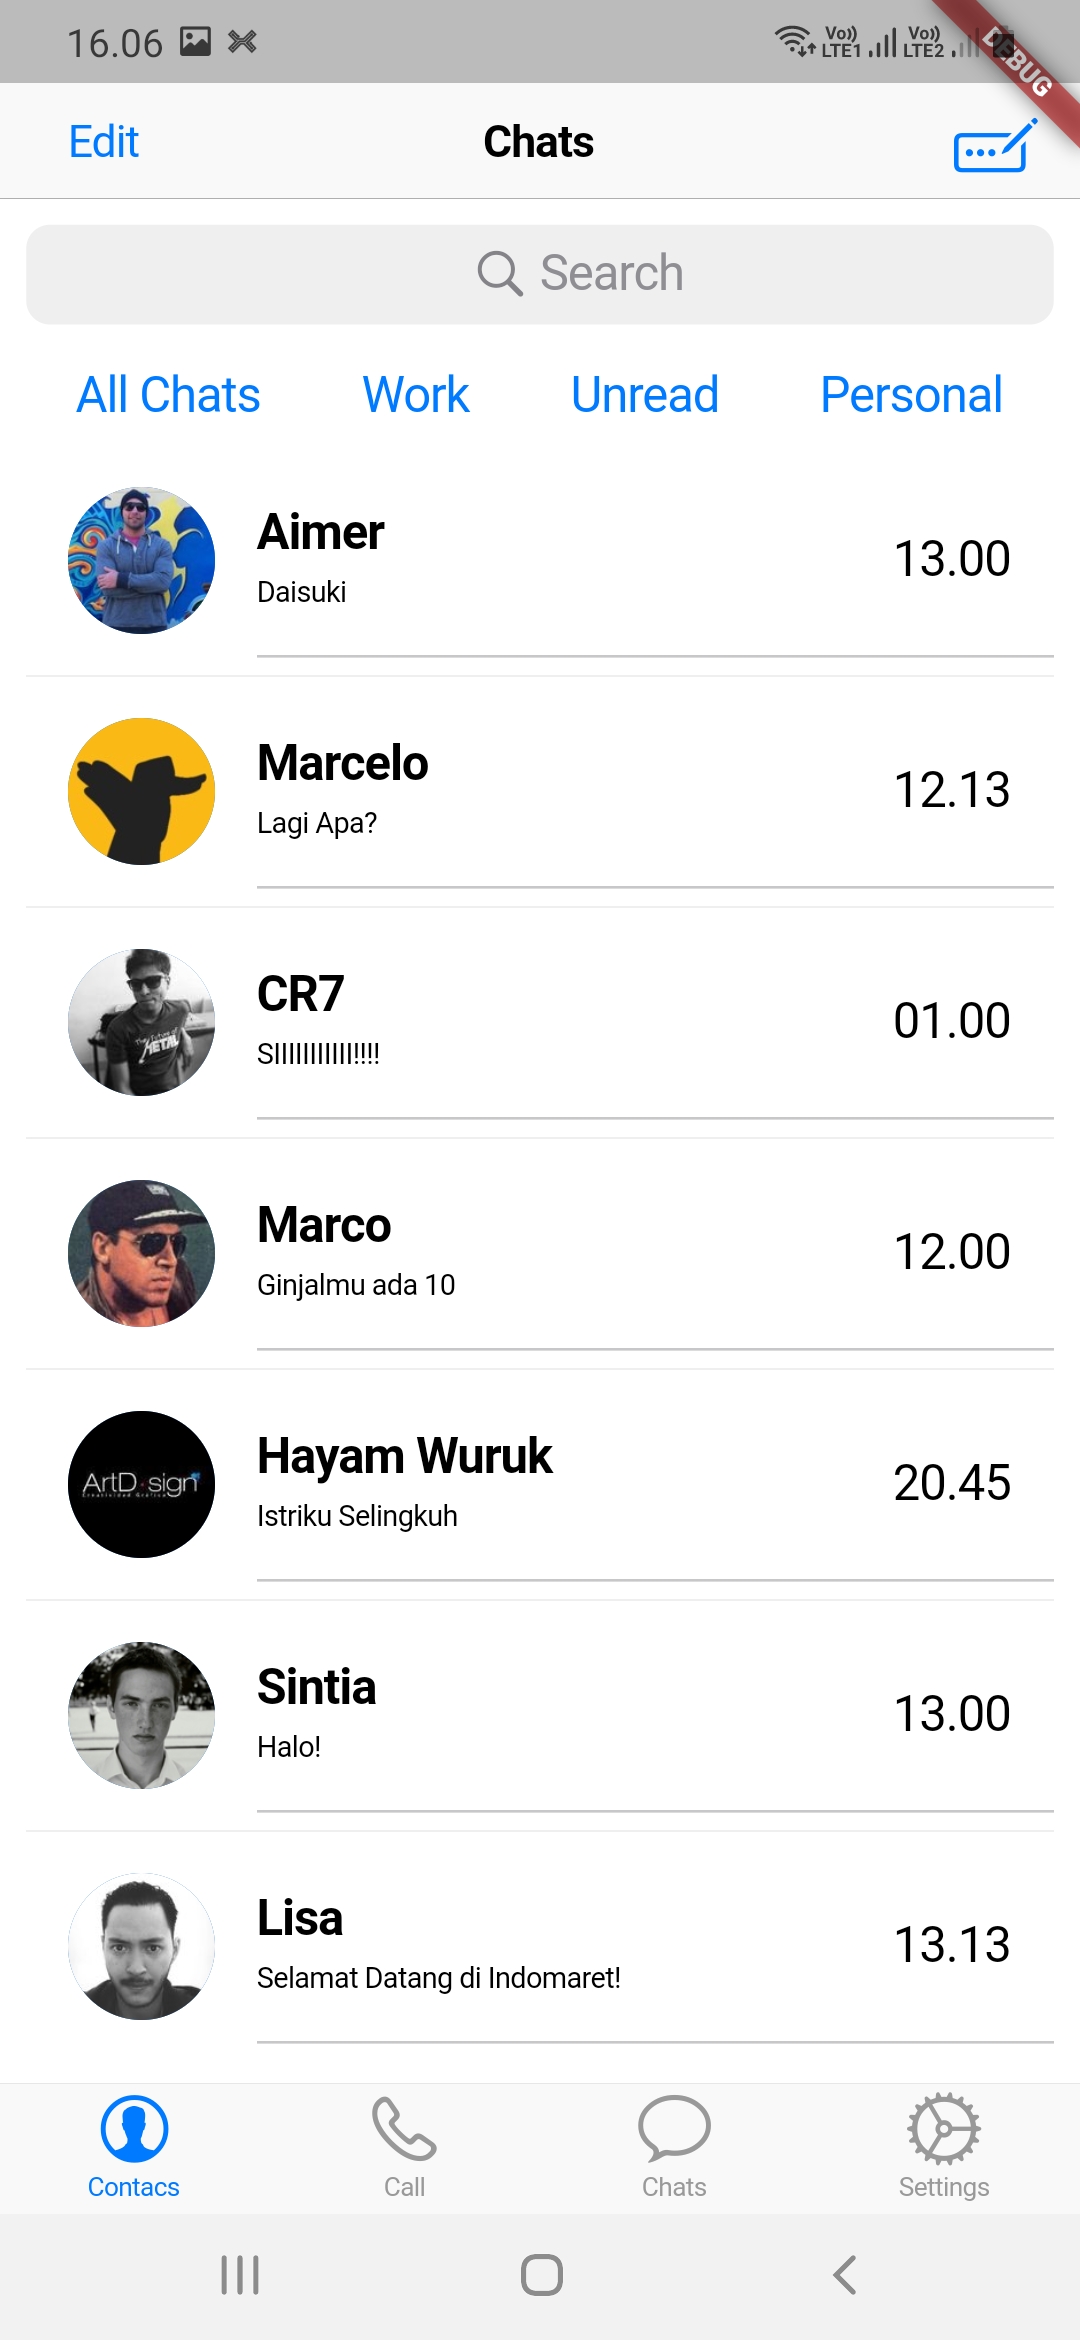 16.06
Vo)) LTE1 Vo)) LTE2
DEBUG
Edit Chats
Search
All Chats Work Unread Personal
Aimer
Daisuki
13.00
Marcelo
Lagi Apa?
12.13
CR7
SIIIIIIIIIII!!!!
01.00
METAL
Marco
Ginjalmu ada 10
12.00
Hayam Wuruk
Istriku Selingkuh
20.45
ArtD sign
Sintia
Halo!
13.00
Lisa
Selamat Datang di Indomaret!
13.13
Contacs Call Chats Settings